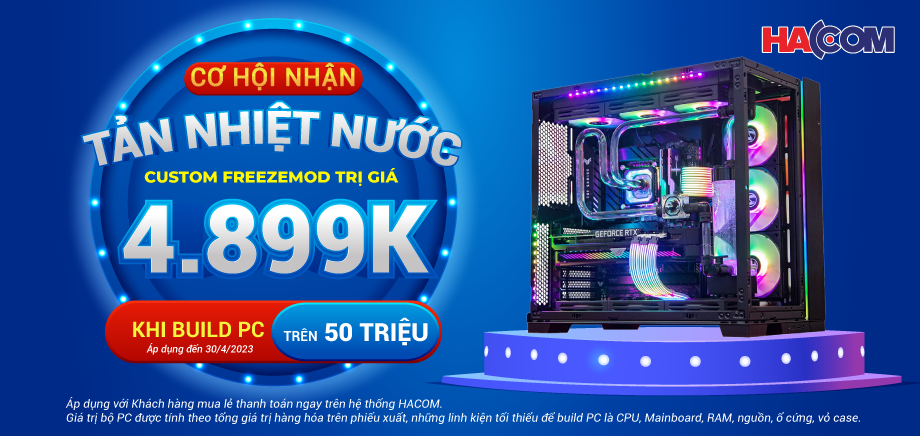 HACOM
CƠ HỘI NHẬN
TẢN NHIỆT NƯỚC
CUSTOM FREEZEMOD TRỊ GIÁ
4.899K
KHI BUILD PC
Áp dụng đến 30/4/2023
TRÊN 50 TRIỆU
GEFORCE RTX
Áp dụng với Khách hàng mua lẻ thanh toán ngay trên hệ thống HACOM.
Giá trị bộ PC được tính theo tổng giá trị hàng hóa trên phiếu xuất, những linh kiện tối thiểu để build PC là CPU, Mainboard, RAM, nguồn, ổ cứng, vỏ case.